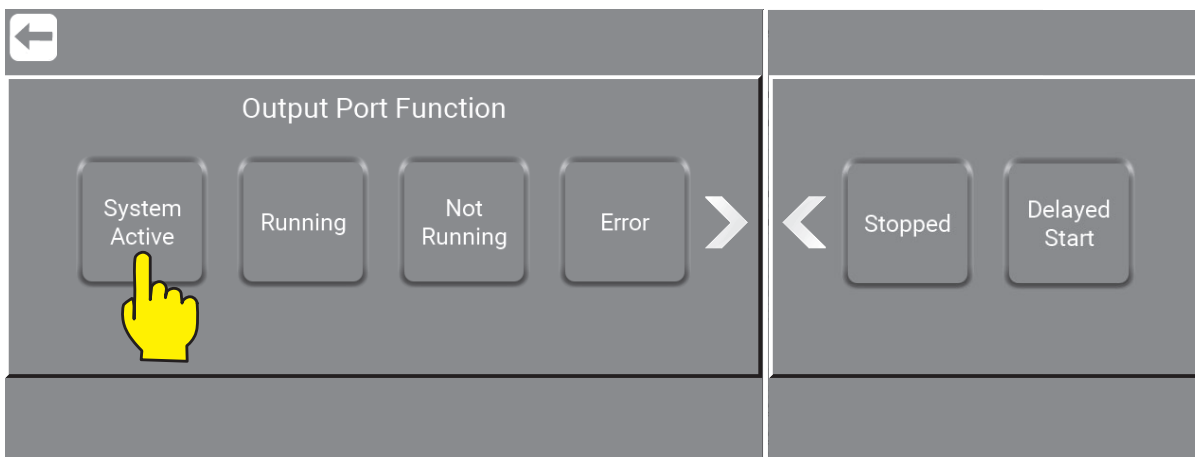 Output Port Function
System
Active
Running
Not
Running
Error
Stopped
Delayed
Start